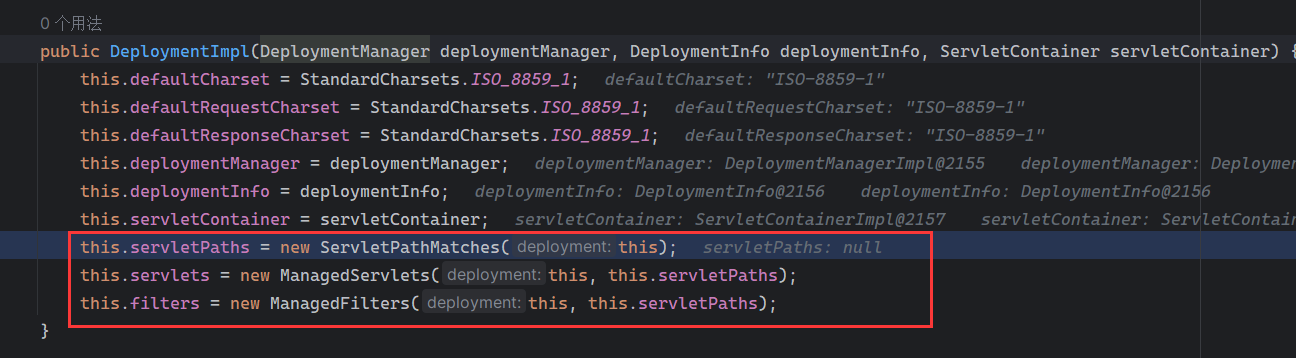 0 个用法
public DeploymentImpl(DeploymentManager deploymentManager, DeploymentInfo deploymentInfo, ServletContainer servletContainer) {
this.defaultCharset = StandardCharsets.ISO_8859_1; defaultCharset: "ISO-8859-1"
this.defaultRequestCharset = StandardCharsets.ISO_8859_1; defaultRequestCharset: "ISO-8859-1"
this.defaultResponseCharset = StandardCharsets.ISO_8859_1; defaultResponseCharset: "ISO-8859-1"
this.deploymentManager = deploymentManager; deploymentManager: DeploymentManagerImpl@2155 deploymentManager: Deploymen
this.deploymentInfo = deploymentInfo; deploymentInfo: DeploymentInfo@2156 deploymentInfo: DeploymentInfo@2156
this.servletContainer = servletContainer; servletContainer: ServletContainerImpl@2157 servletContainer: ServletContain
this.servletPaths = new ServletPathMatches( deployment: this); servletPaths: null
this.servlets = new ManagedServlets( deployment: this, this.servletPaths);
this.filters = new ManagedFilters( deployment: this, this.servletPaths);
}